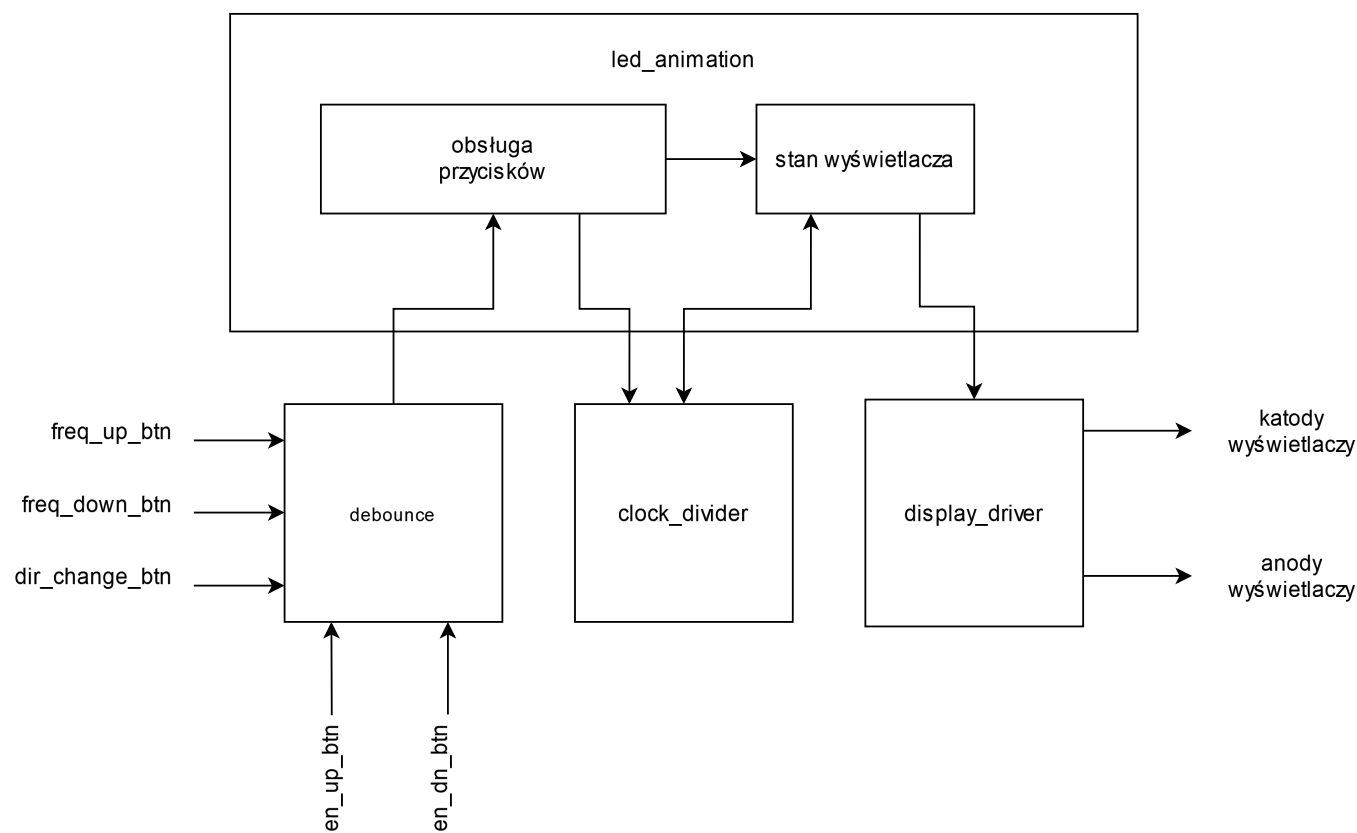 led_animation
obsługa
przycisków
stan wyświetlacza
freq_up_btn
freq_down_btn
dir_change_btn
debounce
clock_divider
display_driver
katody
wyświetlaczy
anody
wyświetlaczy
en_up_btn
en_dn_btn